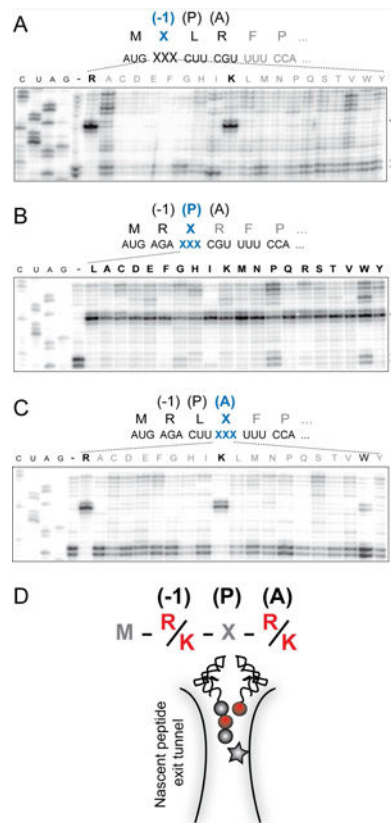 A
(-1) (P) (A)
M X L R F P ...
AUG XXX CUU CGU UUU CCA ...
C U A G - R A C D E F G H I K L M N P Q S T V W Y
B
(-1) (P) (A)
M R X R F P ...
AUG AGA XXX CGU UUU CCA ...
C U A G - L A C D E F G H I K M N P Q R S T V W Y
C
(-1) (P) (A)
M R L X F P ...
AUG AGA CUU XXX UUU CCA ...
C U A G - R A C D E F G H I K L M N P Q S T V W Y
D
(-1) (P) (A)
M - R/K - X - R/K
Nascent peptide
exit tunnel